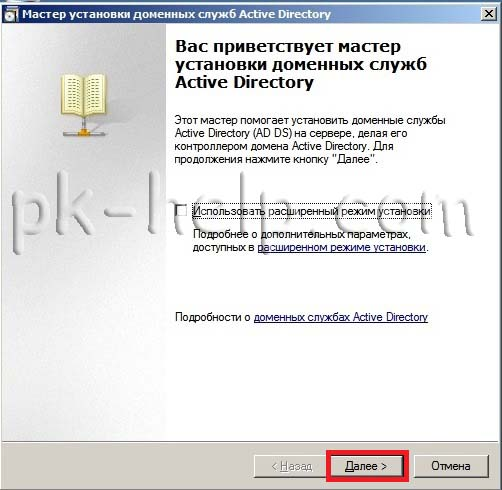 Мастер установки доменных служб Active Directory
Вас приветствует мастер
установки доменных служб
Active Directory
Этот мастер помогает установить доменные службы
Active Directory (AD DS) на сервере, делая его
контроллером домена Active Directory. Для
продолжения нажмите кнопку "Далее".
Использовать расширенный режим установки
pk-help.com
Подробнее о дополнительных параметрах,
доступных в расширенном режиме установки.
Подробности о доменных службах Active Directory
< Назад
Далее >
Отмена